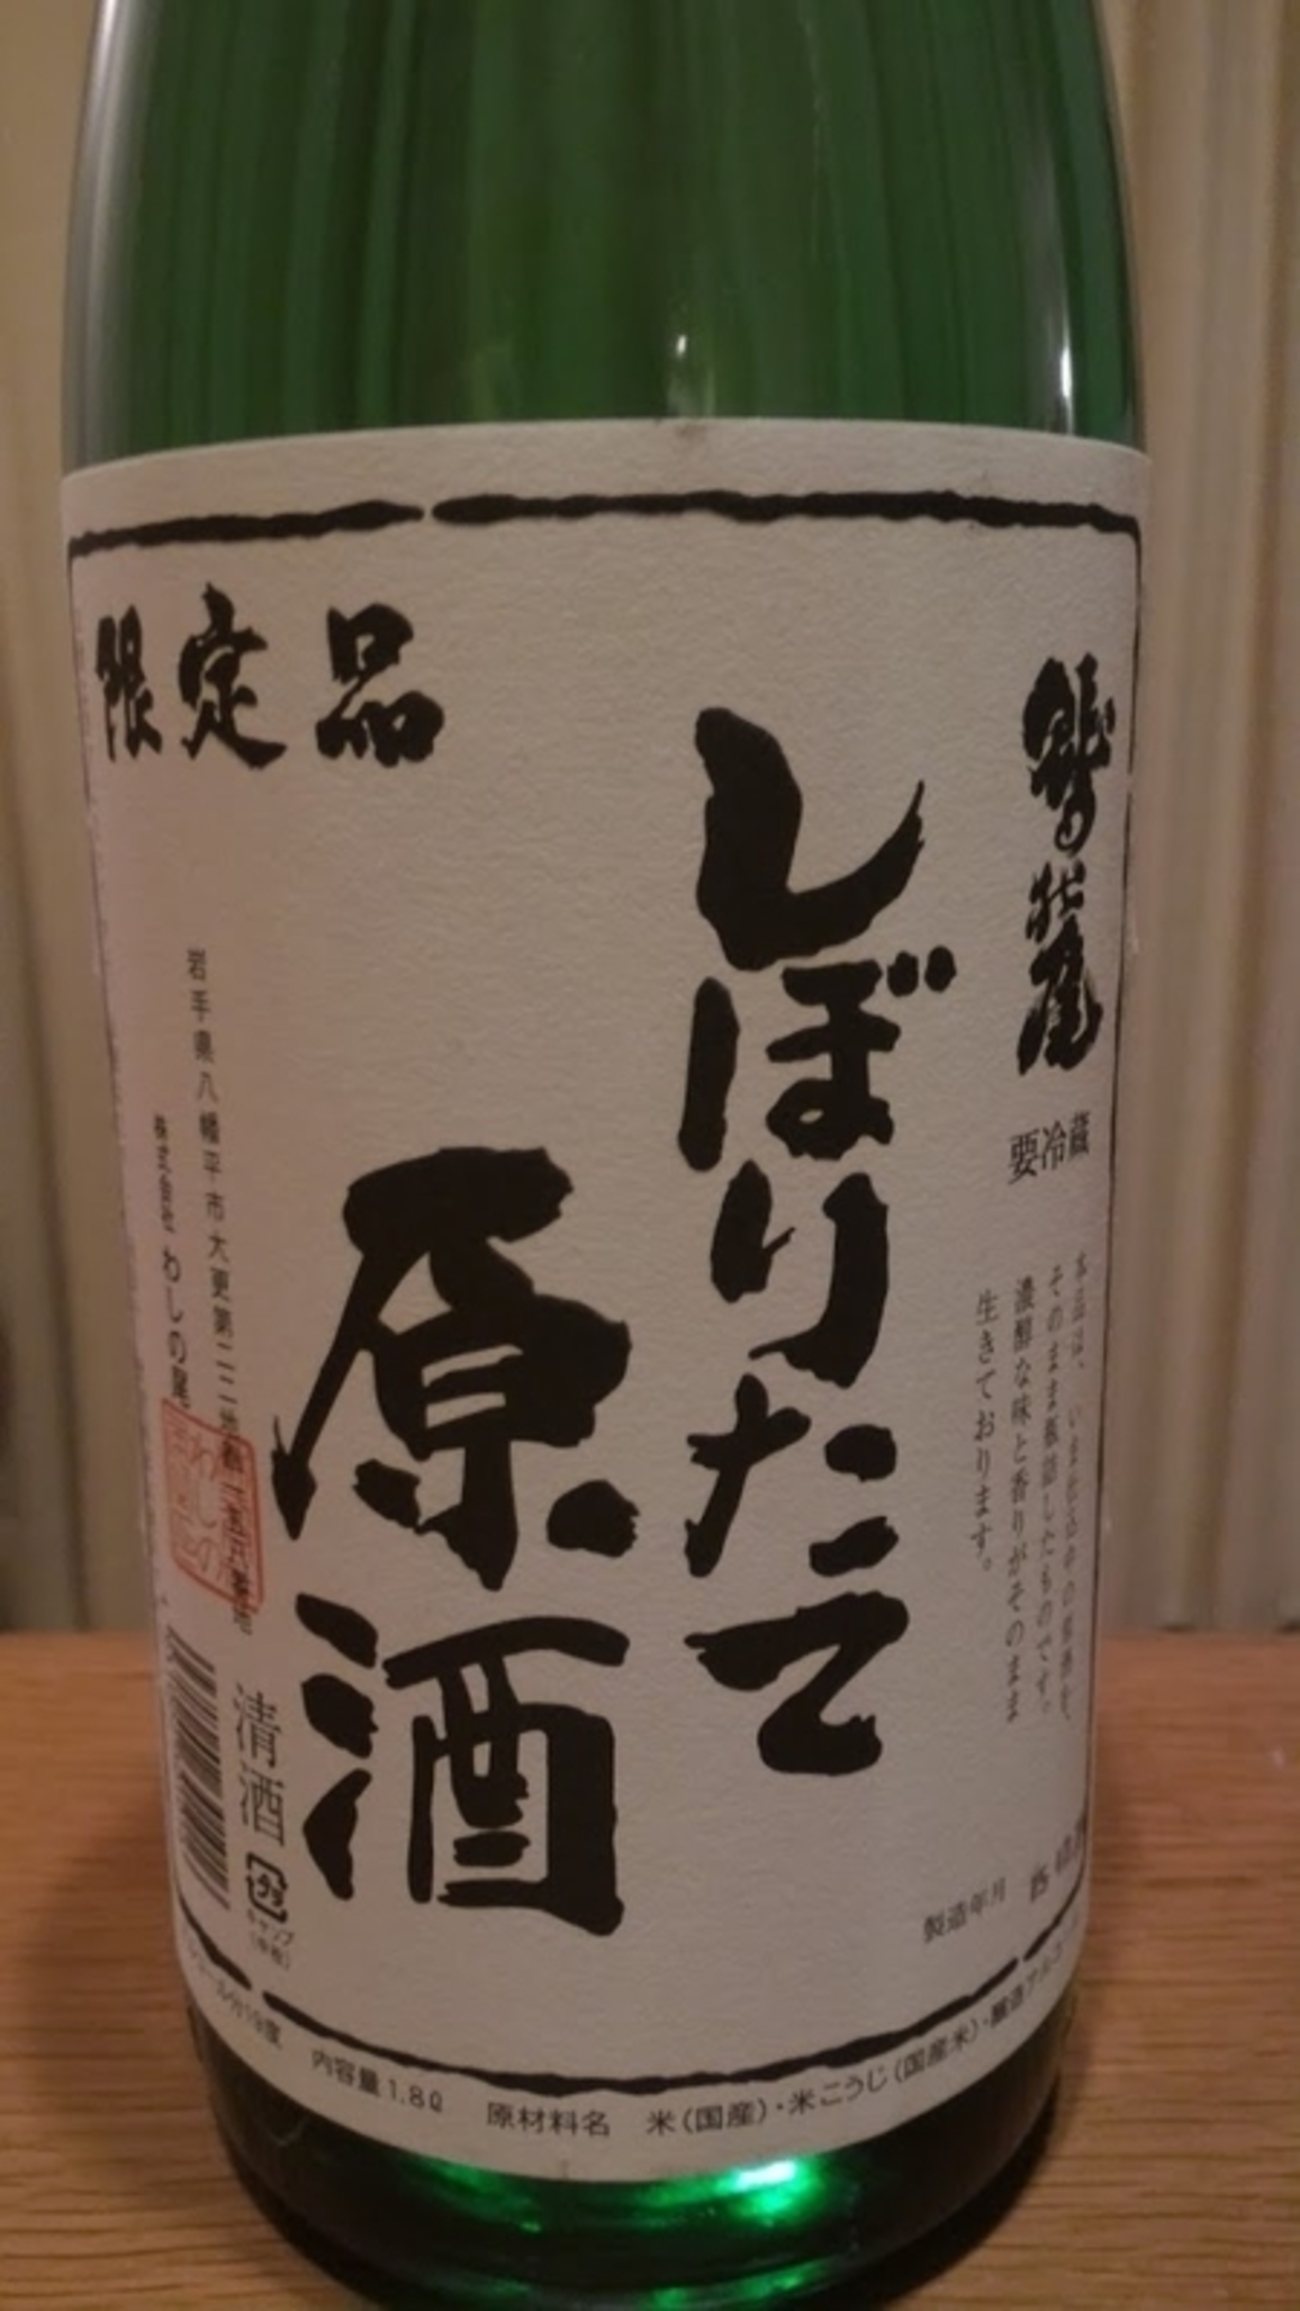 鷲の尾
要冷蔵
そのまま瓶詰したものです。
濃醇な味と香りがそのまま
生きております。
しぼりたて
原酒
限定品
岩手県八幡平市大更第二二地割
株式会社わしの尾
清酒
製造年月
内容量1.8ℓ 原材料名 米(国産)・米こうじ(国産米)・醸造アルコ